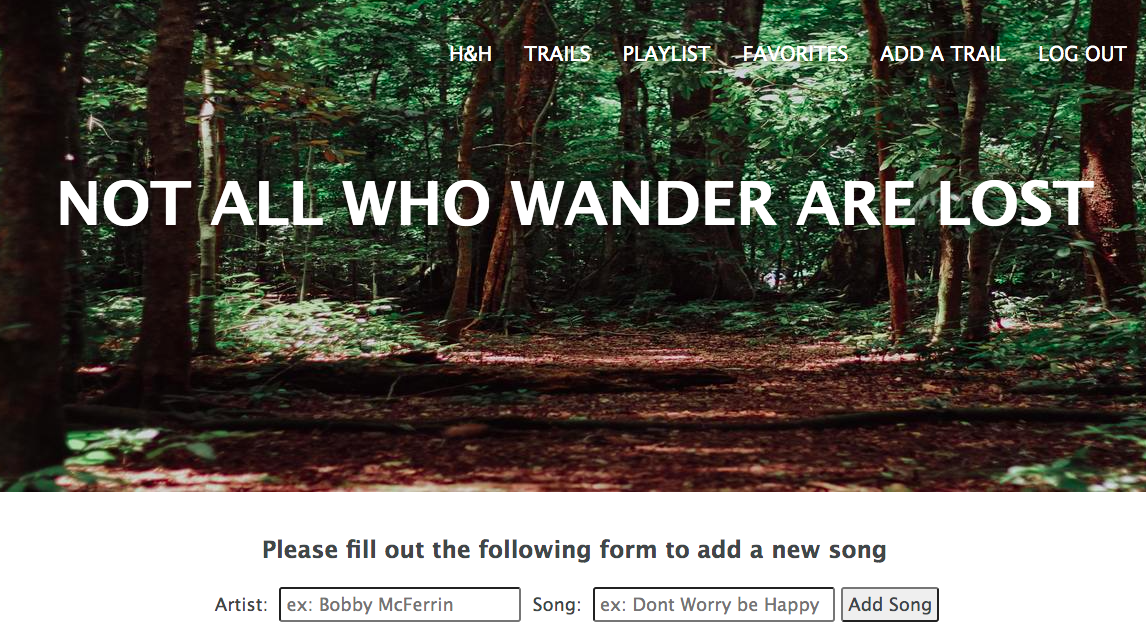 H&H TRAILS PLAYLIST FAVORITES ADD A TRAIL LOG OUT
NOT ALL WHO WANDER ARE LOST
Please fill out the following form to add a new song
Artist: ex: Bobby McFerrin Song: ex: Dont Worry be Happy Add Song